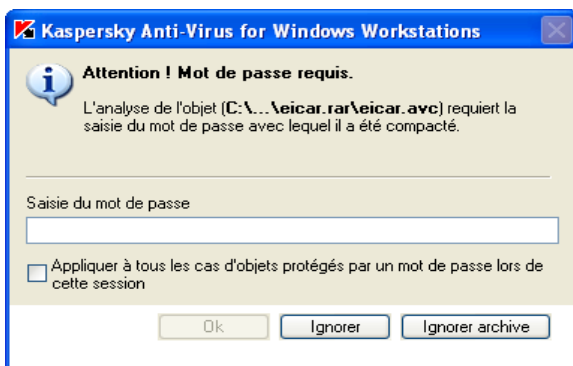 Kaspersky Anti-Virus for Windows Workstations
Attention ! Mot de passe requis.
L'analyse de l'objet (C:\...\eicar.rar\eicar.avc) requiert la
saisie du mot de passe avec lequel il a été compacté.
Saisie du mot de passe
Appliquer à tous les cas d'objets protégés par un mot de passe lors de
cette session
Ok
Ignorer
Ignorer archive